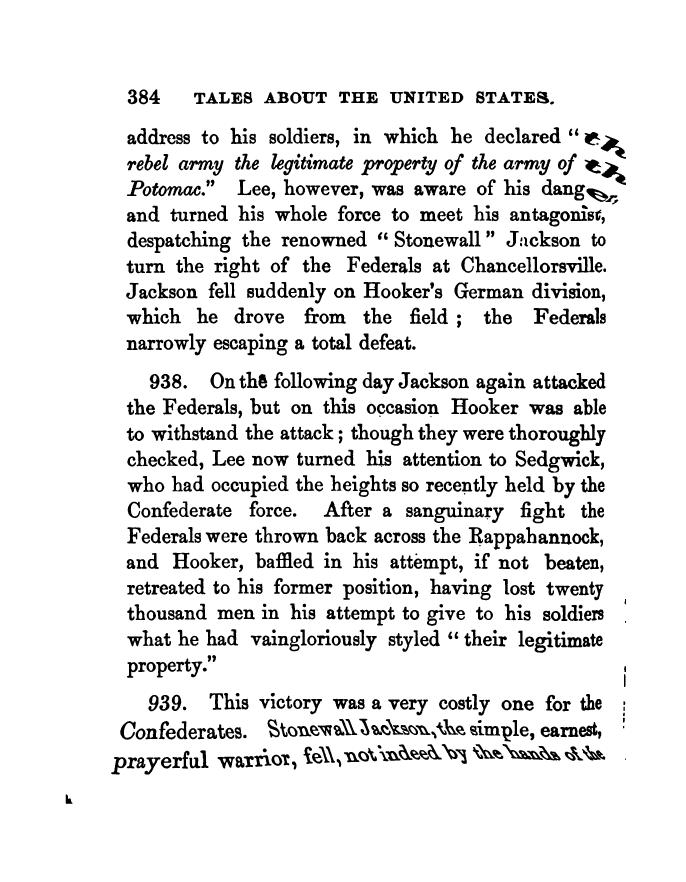 384 TALES ABOUT THE UNITED STATES.
address to his soldiers, in which he declared “ the
rebel army the legitimate property of the army of the
Potomac.” Lee, however, was aware of his danger,
and turned his whole force to meet his antagonist,
despatching the renowned “ Stonewall ” Jackson to
turn the right of the Federals at Chancellorsville.
Jackson fell suddenly on Hooker's German division,
which he drove from the field ; the Federals
narrowly escaping a total defeat.
938. On the following day Jackson again attacked
the Federals, but on this occasion Hooker was able
to withstand the attack ; though they were thoroughly
checked, Lee now turned his attention to Sedgwick,
who had occupied the heights so recently held by the
Confederate force. After a sanguinary fight the
Federals were thrown back across the Rappahannock,
and Hooker, baffled in his attempt, if not beaten,
retreated to his former position, having lost twenty
thousand men in his attempt to give to his soldiers
what he had vaingloriously styled “ their legitimate
property.”
939. This victory was a very costly one for the
Confederates. Stonewall Jackson, the simple, earnest,
prayerful warrior, fell, not indeed by the hands of the